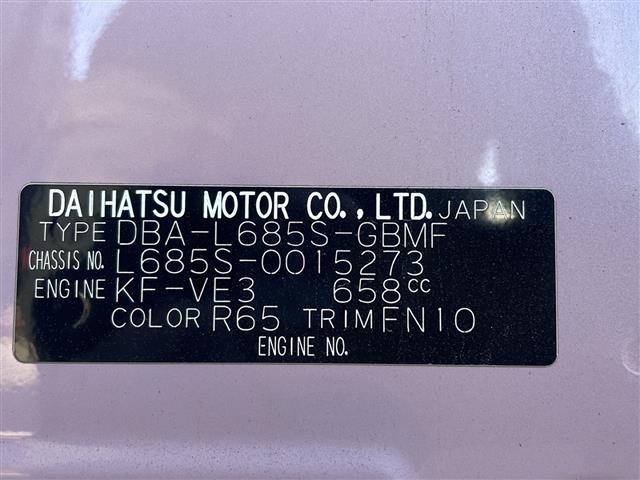 DAIHATSU MOTOR CO., LTD. JAPAN
TYPE DBA-L685S-GBMF
CHASSIS NO. L685S-0015273
ENGINE KF-VE3 658cc
COLOR R65 TRIM FN10
ENGINE NO.